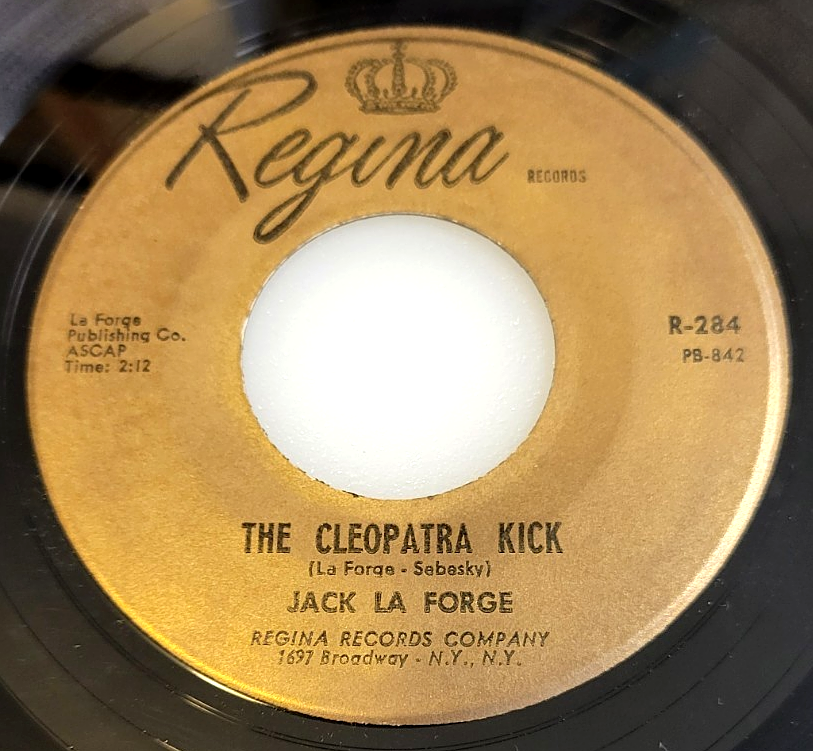 Regina RECORDS
La Forge
Publishing Co.
ASCAP
Time: 2:12
R-284
PB-842
THE CLEOPATRA KICK
(La Forge - Sebesky)
JACK LA FORGE
REGINA RECORDS COMPANY
1697 Broadway - N.Y., N.Y.